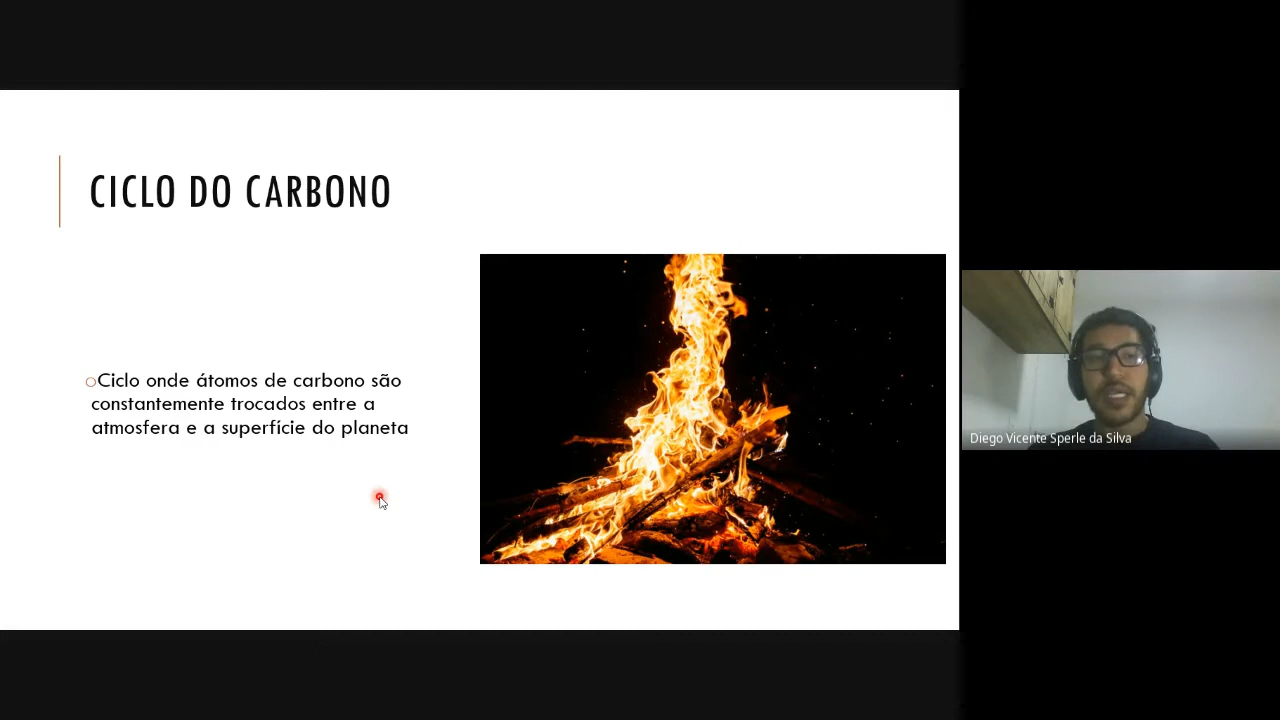 CICLO DO CARBONO
Ciclo onde átomos de carbono são
constantemente trocados entre a
atmosfera e a superfície do planeta
Diego Vicente Sperle da Silva